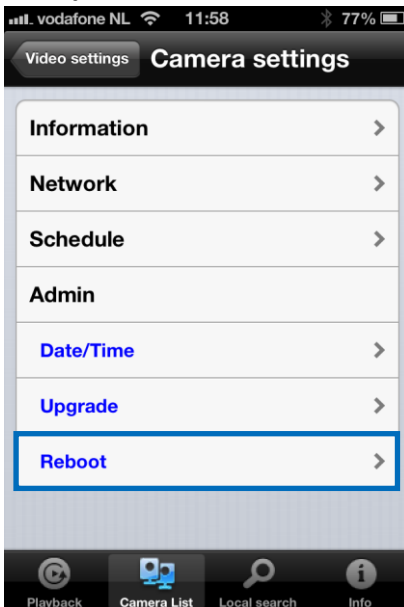 vodafone NL 11:58 77%
Video settings Camera settings
Information
Network
Schedule
Admin
Date/Time
Upgrade
Reboot
Playback Camera List Local search Info